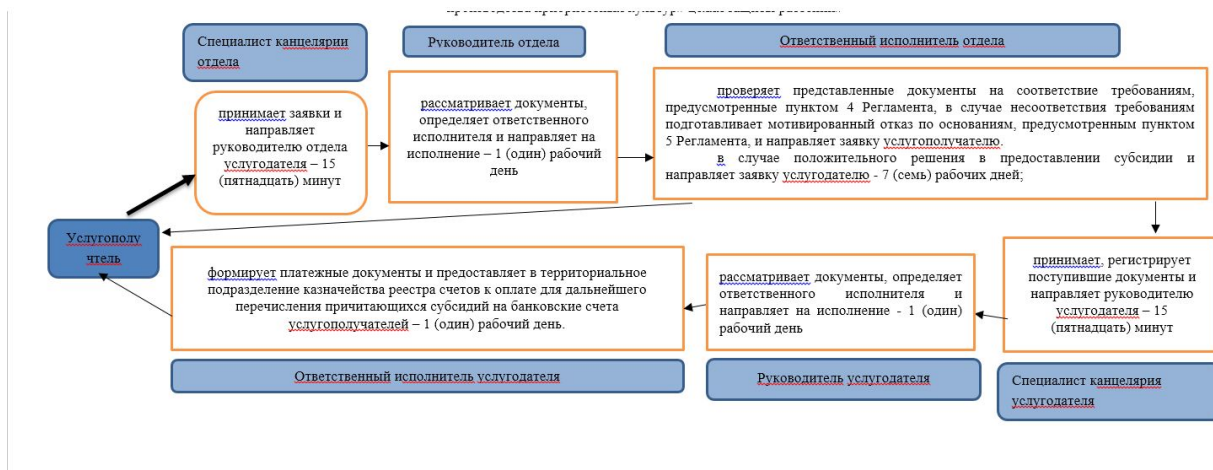 Специалист канцелярии
отдела
Руководитель отдела
Ответственный исполнитель отдела
принимает заявки и
направляет
руководителю отдела
услугодателя – 15
(пятнадцать) минут
рассматривает документы,
определяет ответственного
исполнителя и направляет на
исполнение – 1 (один) рабочий
день
проверяет представленные документы на соответствие требованиям,
предусмотренные пунктом 4 Регламента, в случае несоответствия требованиям
подготавливает мотивированный отказ по основаниям, предусмотренным пунктом
5 Регламента, и направляет заявку услугополучателю.
в случае положительного решения в предоставлении субсидии и
направляет заявку услугодателю - 7 (семь) рабочих дней;
Услугополу
чтель
формирует платежные документы и предоставляет в территориальное
подразделение казначейства реестра счетов к оплате для дальнейшего
перечисления причитающихся субсидий на банковские счета
услугополучателей – 1 (один) рабочий день.
рассматривает документы, определяет
ответственного исполнителя и
направляет на исполнение - 1 (один)
рабочий день
принимает, регистрирует
поступившие документы и
направляет руководителю
услугодателя – 15
(пятнадцать) минут
Ответственный исполнитель услугодателя
Руководитель услугодателя
Специалист канцелярия
услугодателя